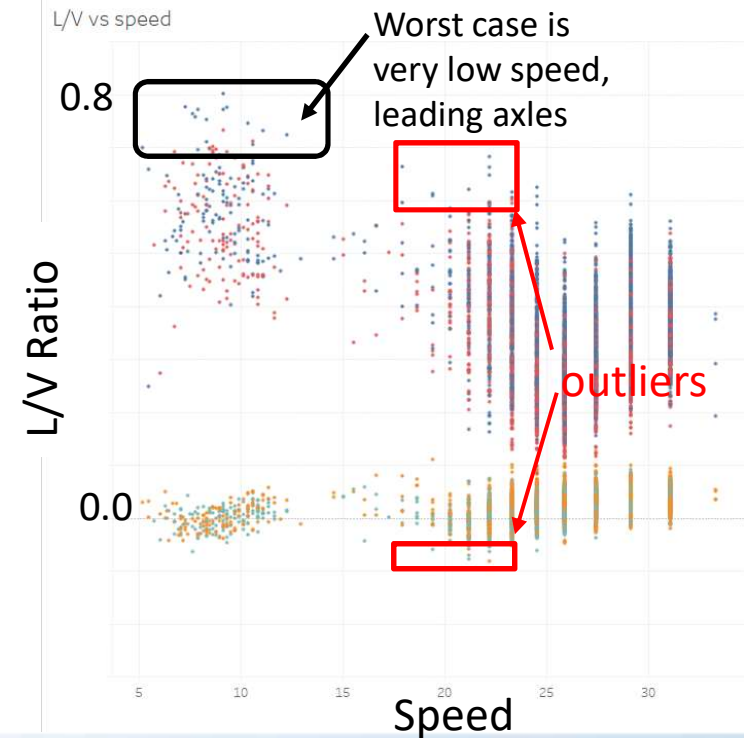 L/V vs speed
Worst case is
very low speed,
leading axles
0.8
L/V Ratio
outliers
0.0
5
10
15
20
25
30
Speed